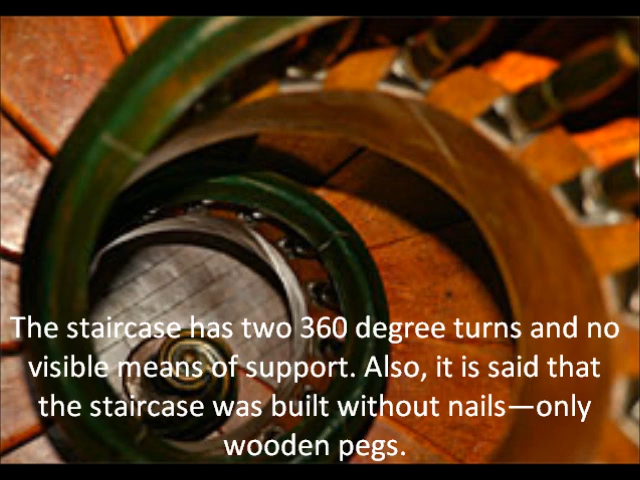 The staircase has two 360 degree turns and no
visible means of support. Also, it is said that
the staircase was built without nails—only
wooden pegs.